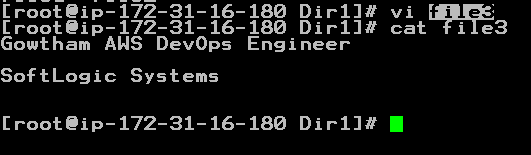 [root@ip-172-31-16-180 Dir1]# vi file3
[root@ip-172-31-16-180 Dir1]# cat file3
Gowtham AWS DevOps Engineer
SoftLogic Systems
[root@ip-172-31-16-180 Dir1]#